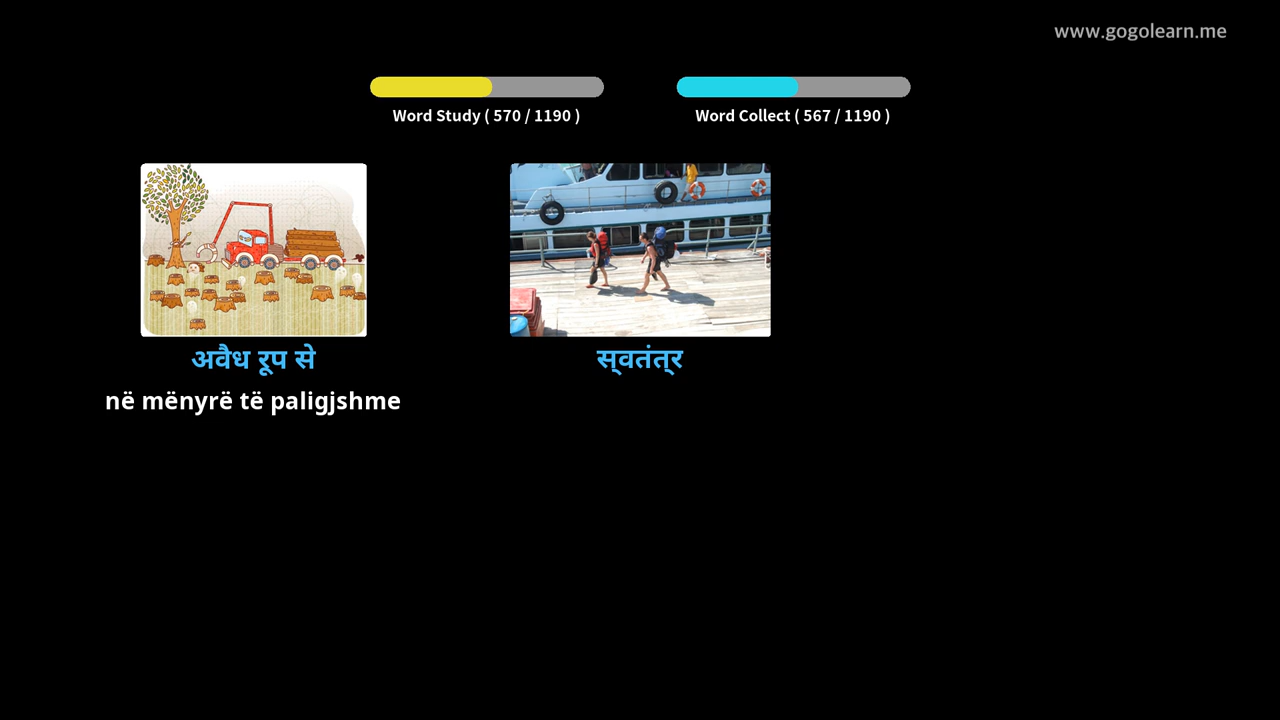 www.gogolearn.me
Word Study ( 570 / 1190 )
Word Collect ( 567 / 1190 )
अवैध रूप से
në mënyrë të paligjshme
स्वतंत्र